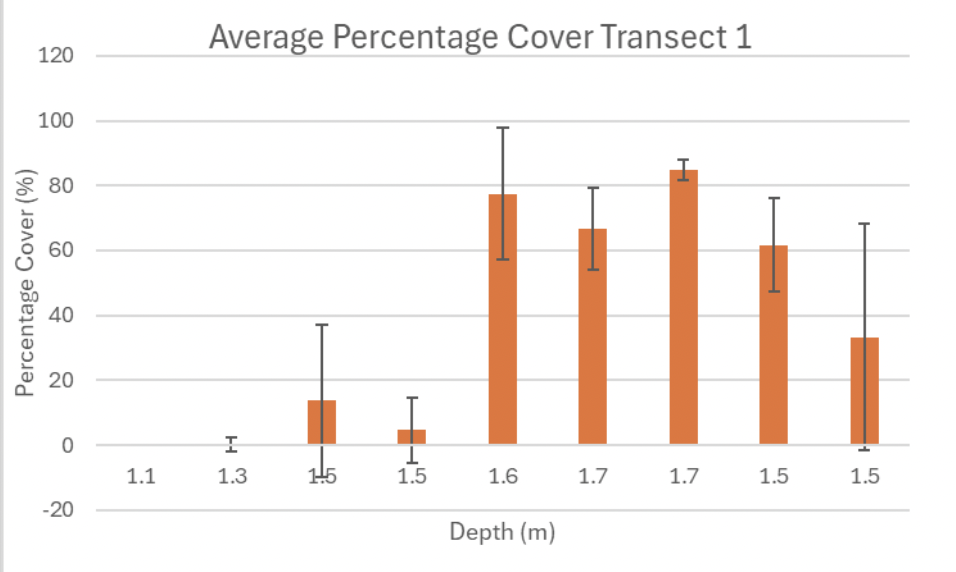 Average Percentage Cover Transect 1
120
100
80
60
40
20
0
-20
Percentage Cover (%)
1.1 1.3 1.5 1.5 1.6 1.7 1.7 1.5 1.5
Depth (m)